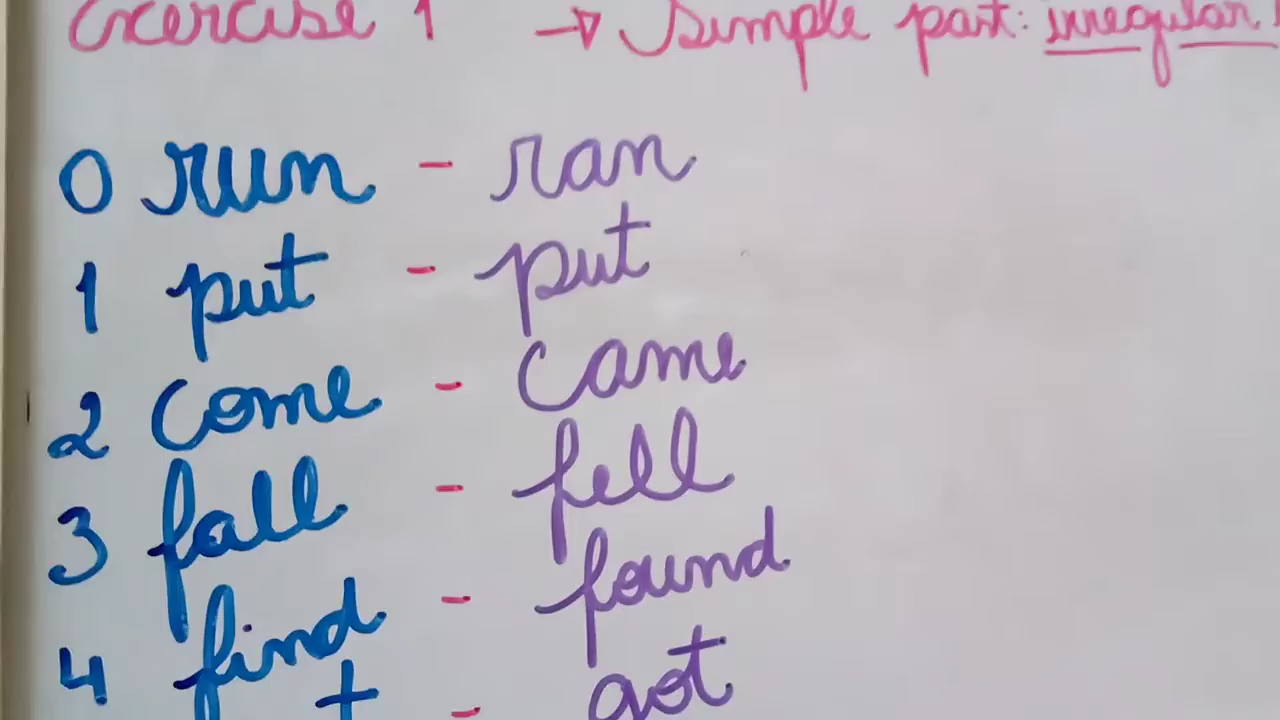 Exercise 1 → Simple past: irregular
0 run - ran
1 put - put
2 come - came
3 fall - fell
4 find - found
- got